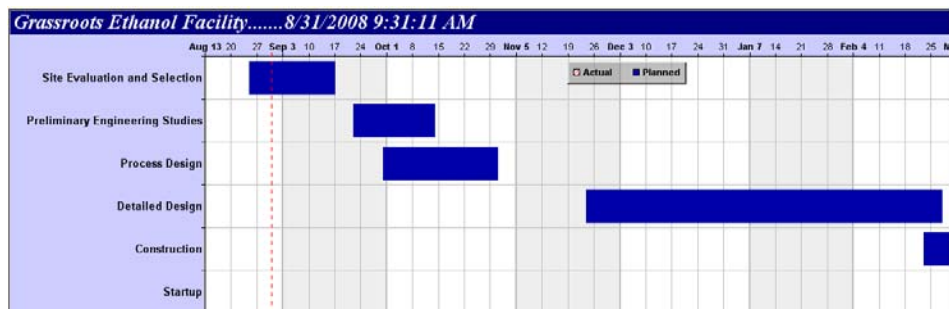 Grassroots Ethanol Facility.......8/31/2008 9:31:11 AM
Aug 13 20 27 Sep 3 10 17 24 Oct 1 8 15 22 29 Nov 5 12 19 26 Dec 3 10 17 24 31 Jan 7 14 21 28 Feb 4 11 18 25
Actual Planned
Site Evaluation and Selection
Preliminary Engineering Studies
Process Design
Detailed Design
Construction
Startup